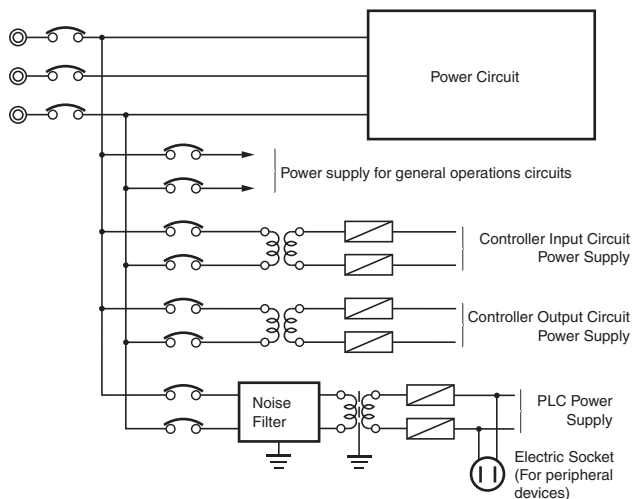 Power Circuit
Power supply for general operations circuits
Controller Input Circuit
Power Supply
Controller Output Circuit
Power Supply
Noise
Filter
PLC Power
Supply
Electric Socket
(For peripheral
devices)